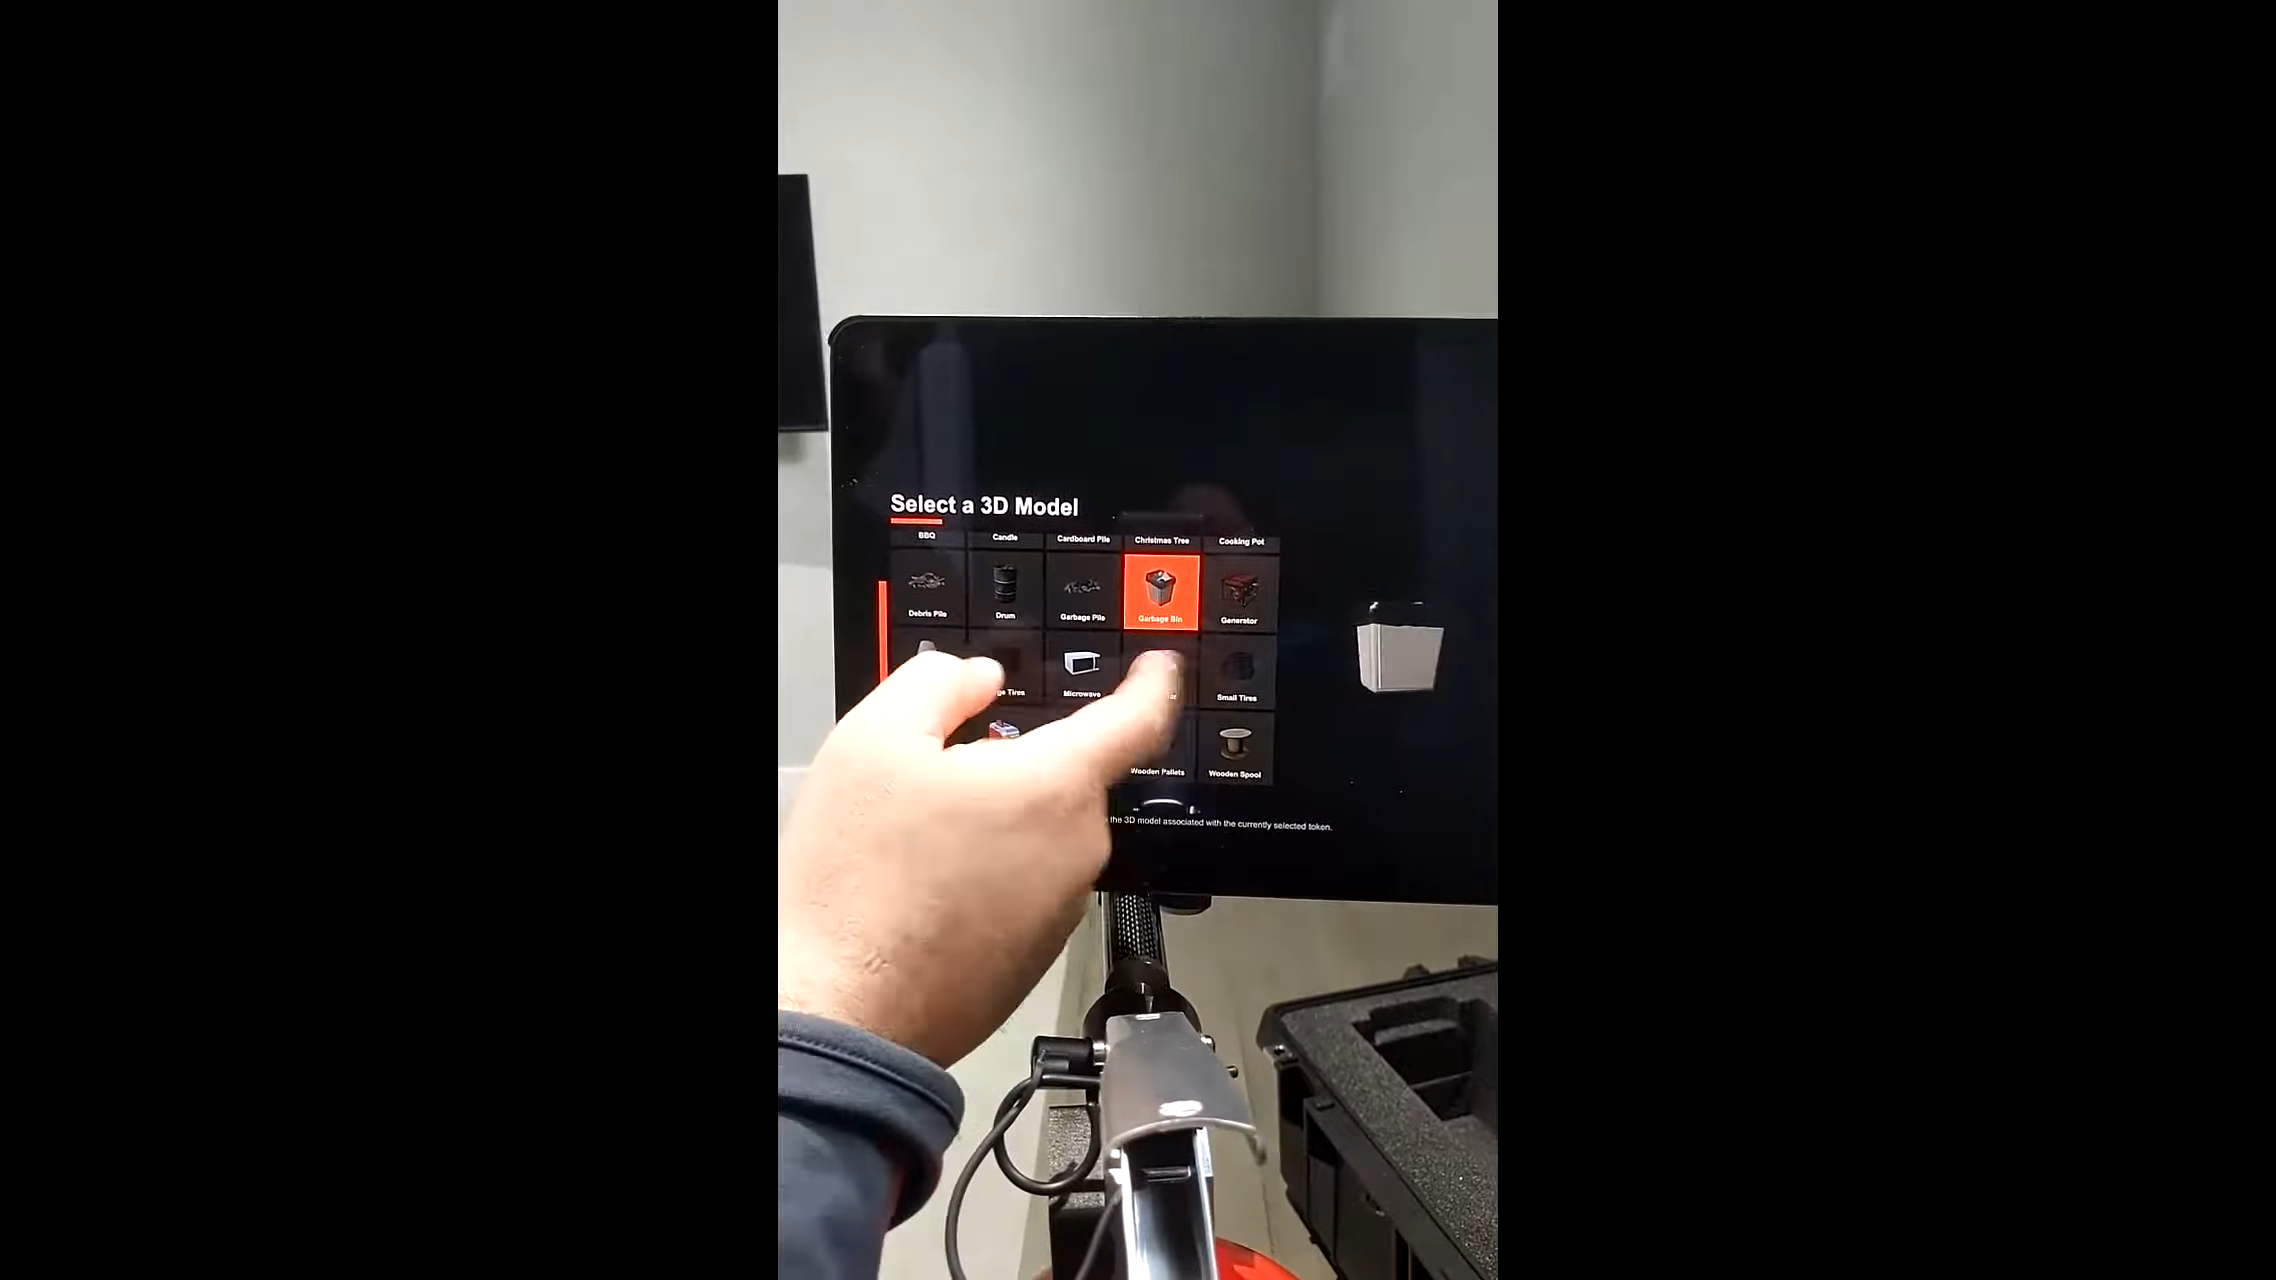 Select a 3D Model
BBQ Candle Cardboard Pile Christmas Tree Cooking Pot
Debris Pile Drum Garbage Pile Garbage Bin Generator
Tires Microwave Small Tires
Wooden Pallets Wooden Spool
the 3D model associated with the currently selected token.